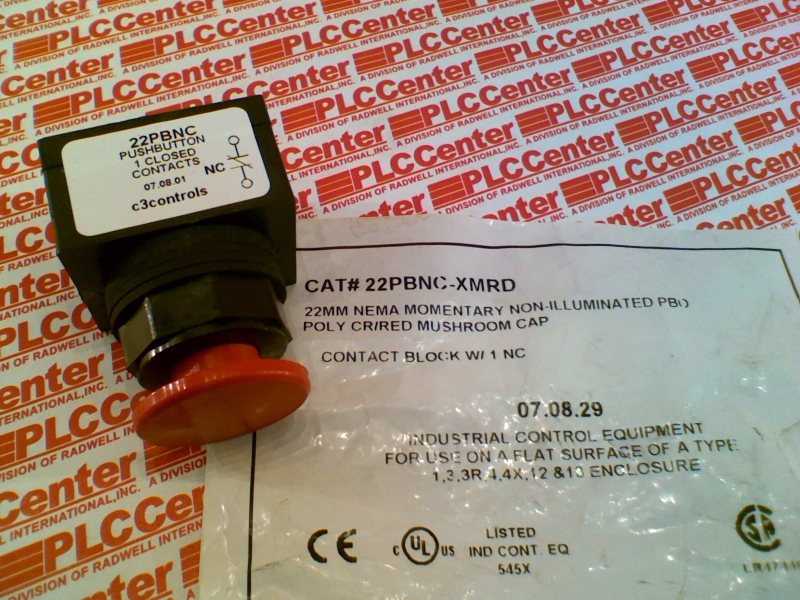 22PBNC
PUSHBUTTON
1 CLOSED
CONTACTS
NC
07.08.01
c3controls
CAT# 22PBNC-XMRD
22MM NEMA MOMENTARY NON-ILLUMINATED
POLY CR/RED MUSHROOM CAP
CONTACT BLOCK W/ 1 NC
07.08.29
INDUSTRIAL CONTROL EQUIPMENT
FOR USE ON A FLAT SURFACE OF A TYPE
1,3,3R,4,4X,12 &13 ENCLOSURE
CE
c UL US
LISTED
IND CONT. EQ
545X
PLCCenter
A DIVISION OF RADWELL INTERNATIONAL, INC.